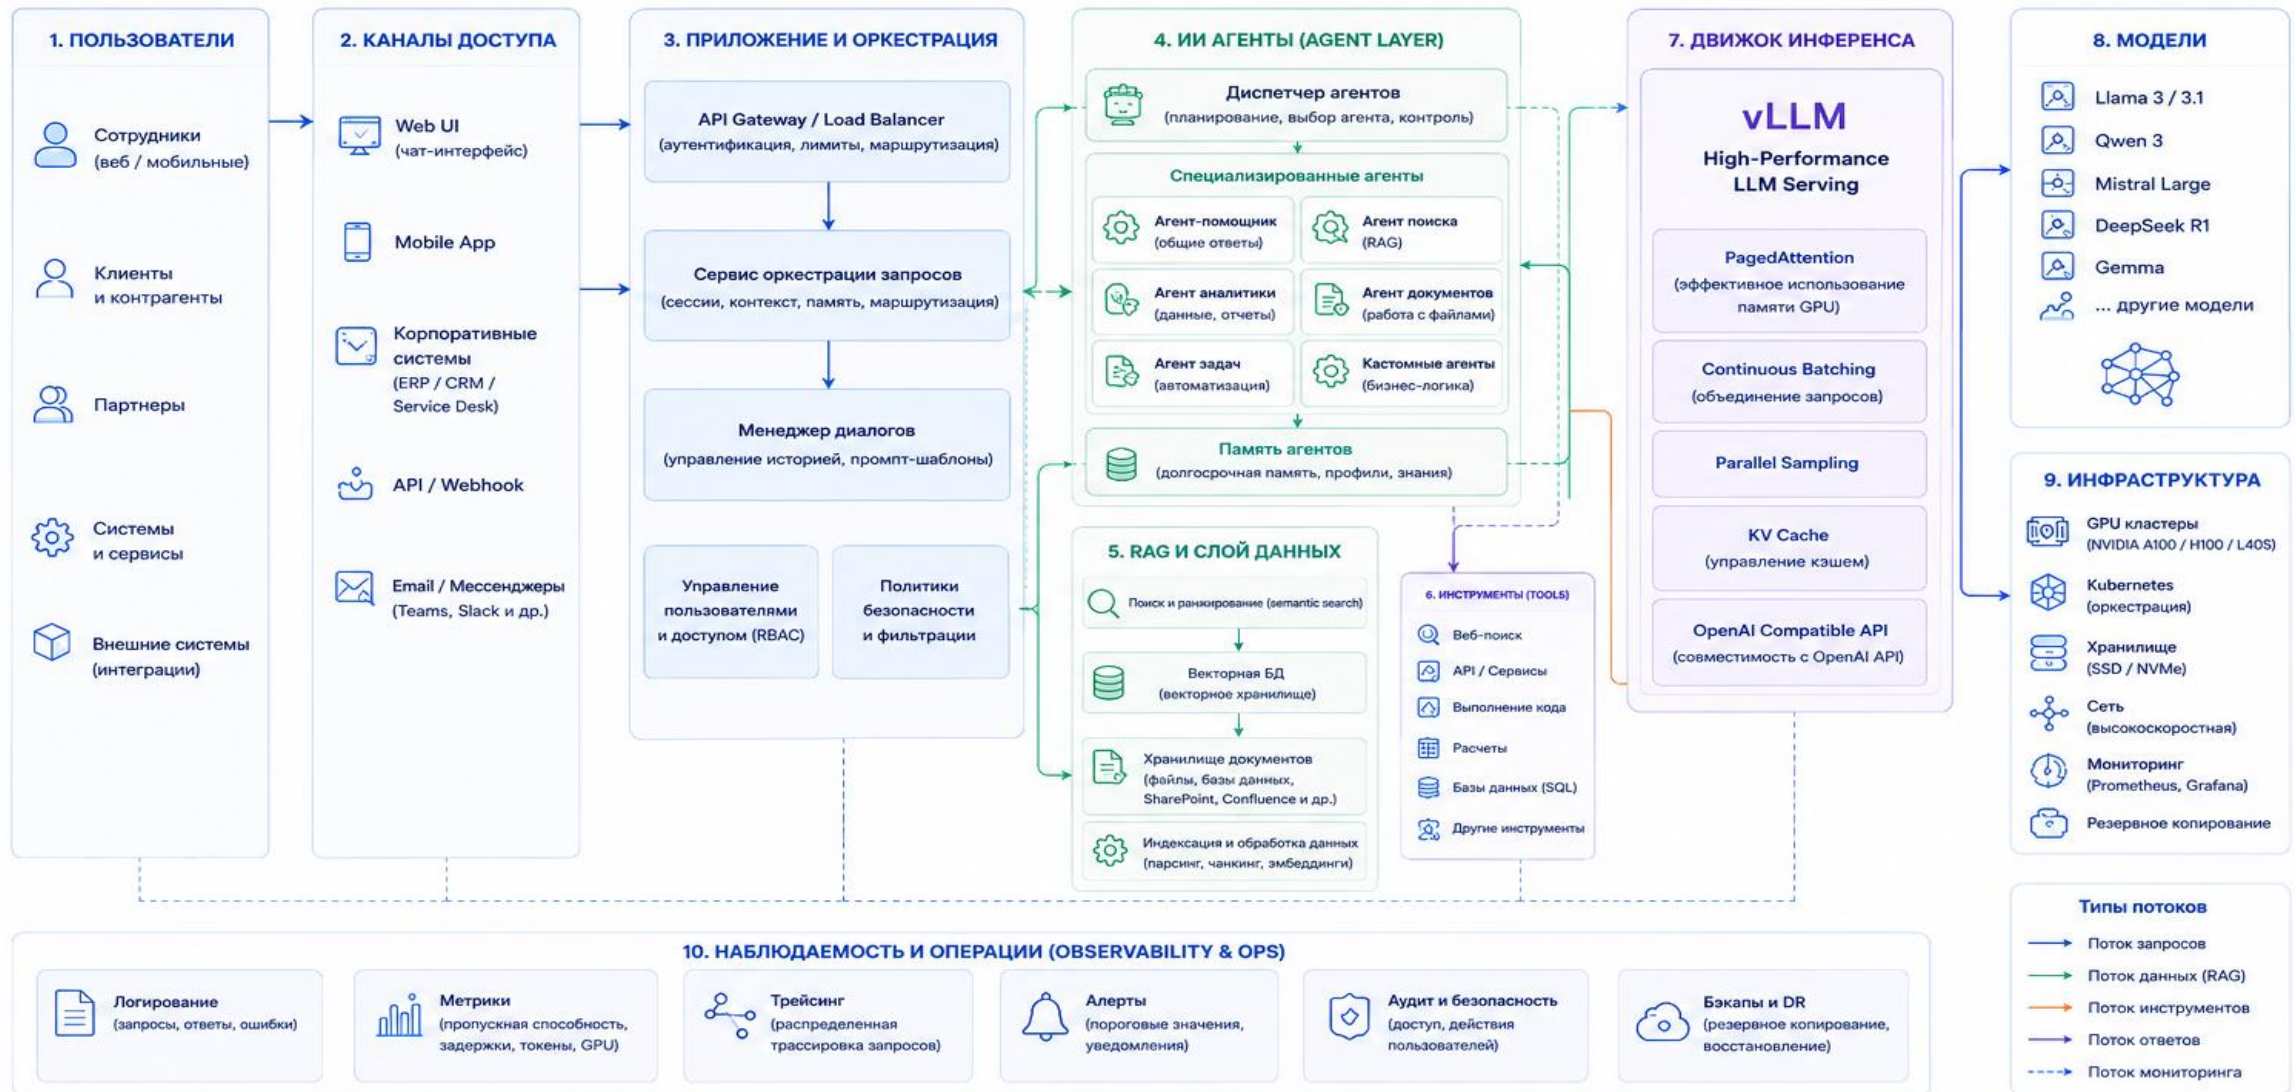 1. ПОЛЬЗОВАТЕЛИ
Сотрудники
(веб / мобильные)
Клиенты
и контрагенты
Партнеры
Системы
и сервисы
Внешние системы
(интеграции)
2. КАНАЛЫ ДОСТУПА
Web UI
(чат-интерфейс)
Mobile App
Корпоративные
системы
(ERP / CRM /
Service Desk)
API / Webhook
Email / Мессенджеры
(Teams, Slack и др.)
3. ПРИЛОЖЕНИЕ И ОРКЕСТРАЦИЯ
API Gateway / Load Balancer
(аутентификация, лимиты, маршрутизация)
Сервис оркестрации запросов
(сессии, контекст, память, маршрутизация)
Менеджер диалогов
(управление историей, промпт-шаблоны)
Управление
пользователями
и доступом (RBAC)
Политики
безопасности
и фильтрации
4. ИИ АГЕНТЫ (AGENT LAYER)
Диспетчер агентов
(планирование, выбор агента, контроль)
Специализированные агенты
Агент-помощник
(общие ответы)
Агент поиска
(RAG)
Агент аналитики
(данные, отчеты)
Агент документов
(работа с файлами)
Агент задач
(автоматизация)
Кастомные агенты
(бизнес-логика)
Память агентов
(долгосрочная память, профили, знания)
5. RAG И СЛОЙ ДАННЫХ
Поиск и ранжирование (semantic search)
Векторная БД
(векторное хранилище)
Хранилище документов
(файлы, базы данных,
SharePoint, Confluence и др.)
Индексация и обработка данных
(парсинг, чанкинг, эмбеддинги)
6. ИНСТРУМЕНТЫ (TOOLS)
Веб-поиск
API / Сервисы
Выполнение кода
Расчеты
Базы данных (SQL)
Другие инструменты
7. ДВИЖОК ИНФЕРЕНСА
vLLM
High-Performance
LLM Serving
PagedAttention
(эффективное использование
памяти GPU)
Continuous Batching
(объединение запросов)
Parallel Sampling
KV Cache
(управление кэшем)
OpenAI Compatible API
(совместимость с OpenAI API)
8. МОДЕЛИ
Llama 3 / 3.1
Qwen 3
Mistral Large
DeepSeek R1
Gemma
... другие модели
9. ИНФРАСТРУКТУРА
GPU кластеры
(NVIDIA A100 / H100 / L40S)
Kubernetes
(оркестрация)
Хранилище
(SSD / NVMe)
Сеть
(высокоскоростная)
Мониторинг
(Prometheus, Grafana)
Резервное копирование
Типы потоков
Поток запросов
Поток данных (RAG)
Поток инструментов
Поток ответов
Поток мониторинга
10. НАБЛЮДАЕМОСТЬ И ОПЕРАЦИИ (OBSERVABILITY & OPS)
Логирование
(запросы, ответы, ошибки)
Метрики
(пропускная способность,
задержки, токены, GPU)
Трейсинг
(распределенная
трассировка запросов)
Алерты
(пороговые значения,
уведомления)
Аудит и безопасность
(доступ, действия
пользователей)
Бэкапы и DR
(резервное копирование,
восстановление)